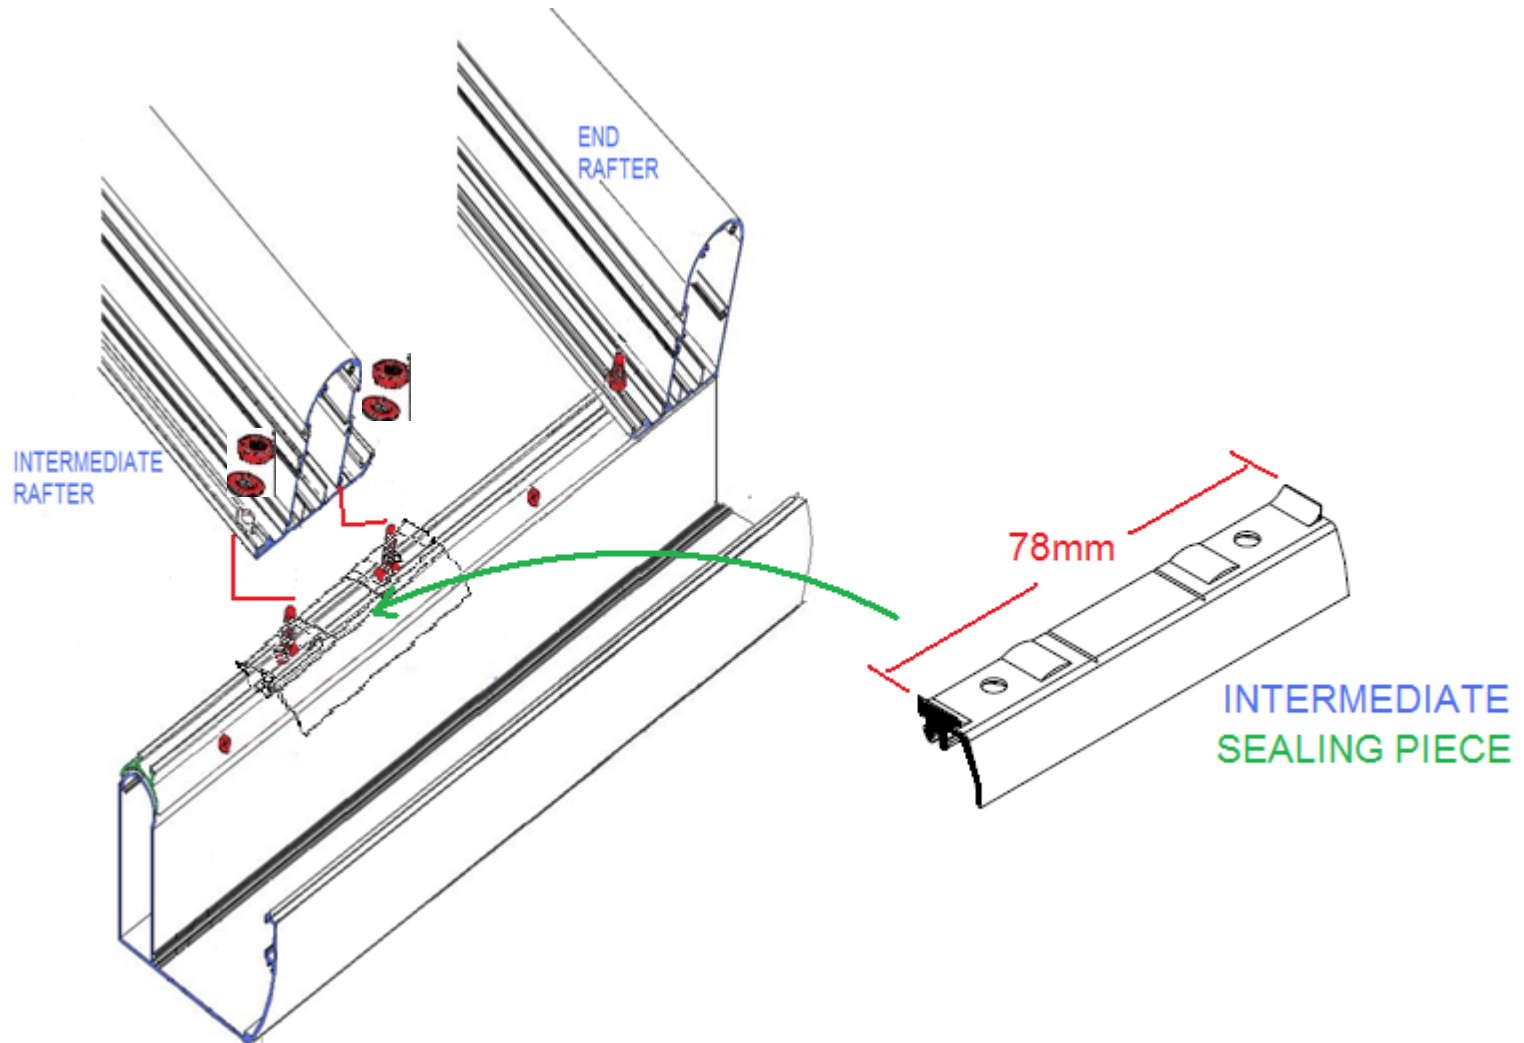 END
RAFTER
INTERMEDIATE
RAFTER
78mm
INTERMEDIATE
SEALING PIECE